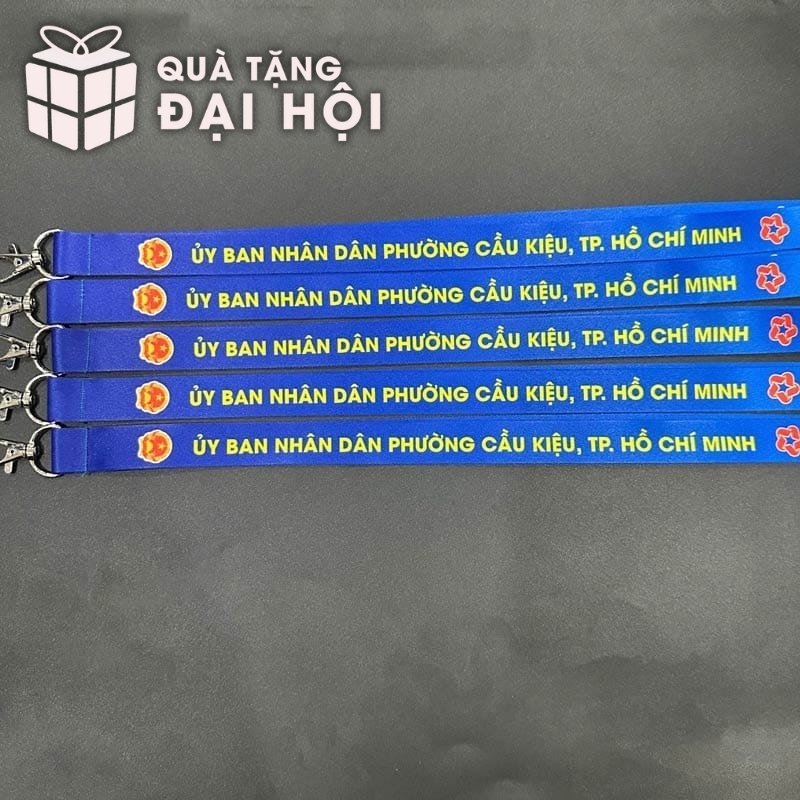 QUÀ TẶNG
ĐẠI HỘI
ỦY BAN NHÂN DÂN PHƯỜNG CẦU KIỆU, TP. HỒ CHÍ MINH
ỦY BAN NHÂN DÂN PHƯỜNG CẦU KIỆU, TP. HỒ CHÍ MINH
ỦY BAN NHÂN DÂN PHƯỜNG CẦU KIỆU, TP. HỒ CHÍ MINH
ỦY BAN NHÂN DÂN PHƯỜNG CẦU KIỆU, TP. HỒ CHÍ MINH
ỦY BAN NHÂN DÂN PHƯỜNG CẦU KIỆU, TP. HỒ CHÍ MINH